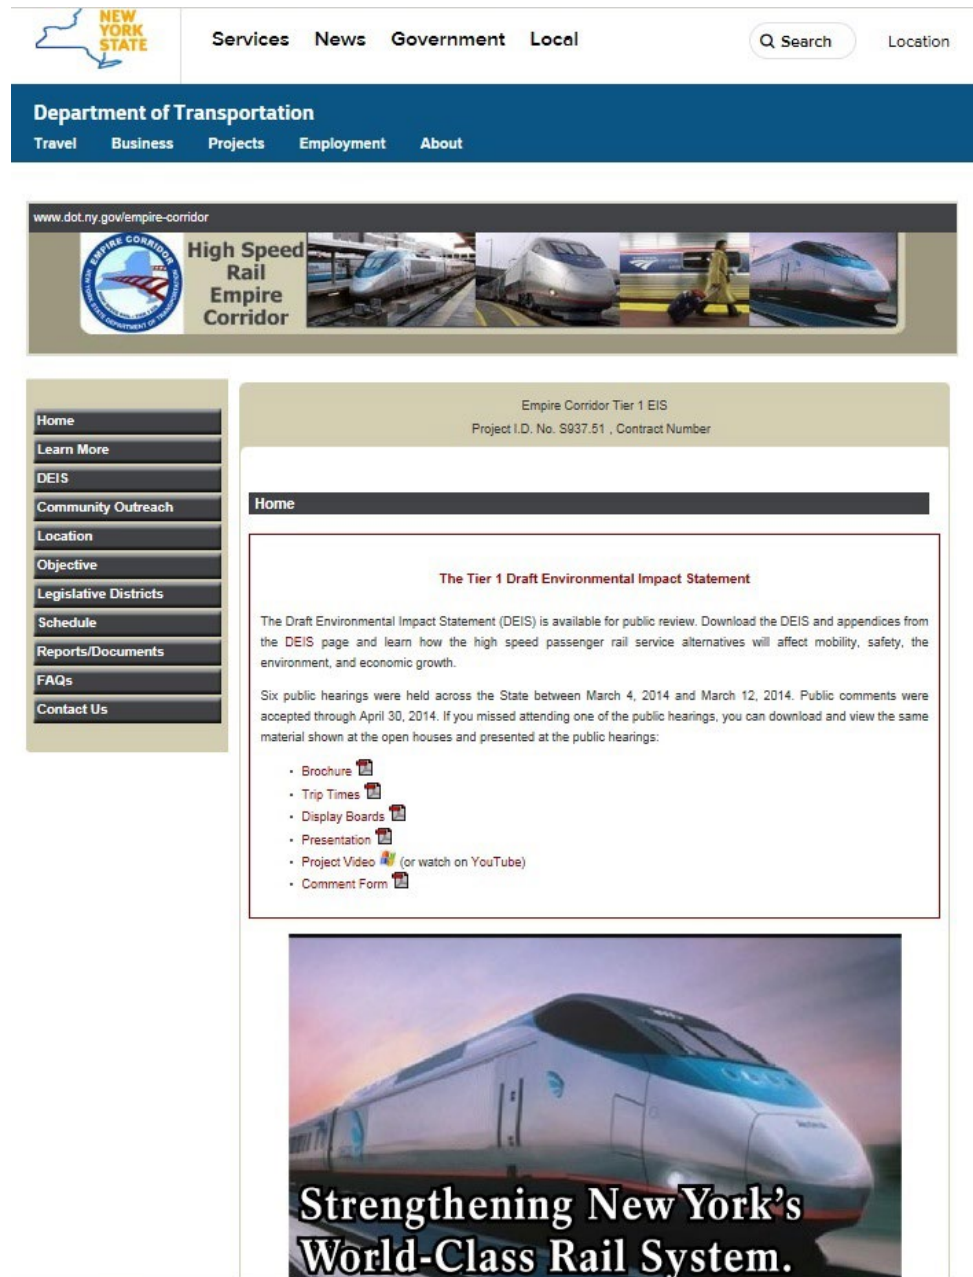 NEW
YORK
STATE
Services News Government Local
Search
Location
Department of Transportation
Travel Business Projects Employment About
www.dot.ny.gov/empire-corridor
EMPIRE CORRIDOR
High Speed
Rail
Empire
Corridor
Home
Learn More
DEIS
Community Outreach
Location
Objective
Legislative Districts
Schedule
Reports/Documents
FAQs
Contact Us
Empire Corridor Tier 1 EIS
Project I.D. No. S937.51 , Contract Number
Home
The Tier 1 Draft Environmental Impact Statement
The Draft Environmental Impact Statement (DEIS) is available for public review. Download the DEIS and appendices from
the DEIS page and learn how the high speed passenger rail service alternatives will affect mobility, safety, the
environment, and economic growth.
Six public hearings were held across the State between March 4, 2014 and March 12, 2014. Public comments were
accepted through April 30, 2014. If you missed attending one of the public hearings, you can download and view the same
material shown at the open houses and presented at the public hearings:
• Brochure
• Trip Times
• Display Boards
• Presentation
• Project Video (or watch on YouTube)
• Comment Form
Strengthening New York's
World-Class Rail System.